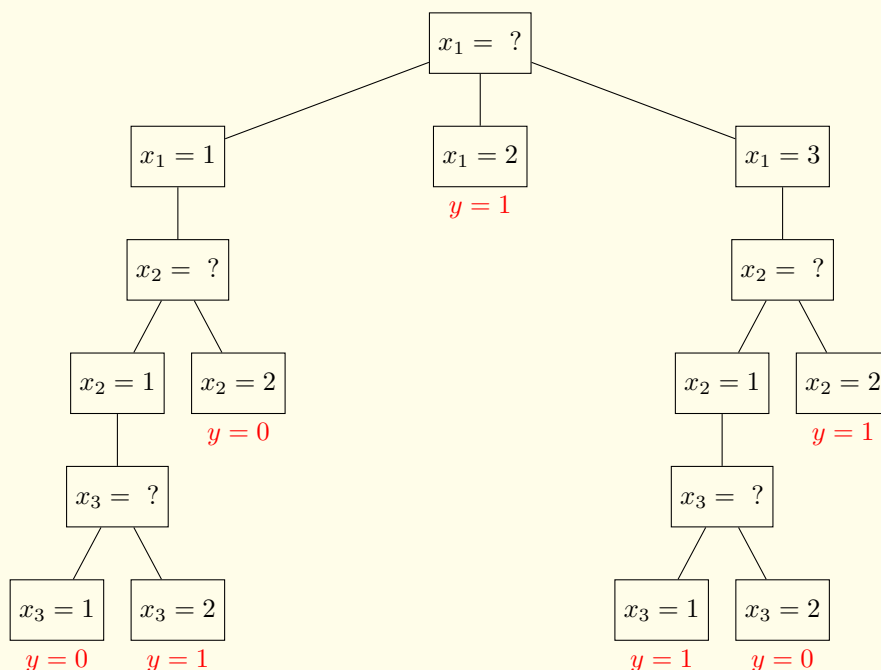 x₁ = ?
x₁ = 1 x₁ = 2 x₁ = 3
y = 1
x₂ = ? x₂ = ?
x₂ = 1 x₂ = 2 x₂ = 1 x₂ = 2
y = 0 y = 1
x₃ = ? x₃ = ?
x₃ = 1 x₃ = 2 x₃ = 1 x₃ = 2
y = 0 y = 1 y = 1 y = 0